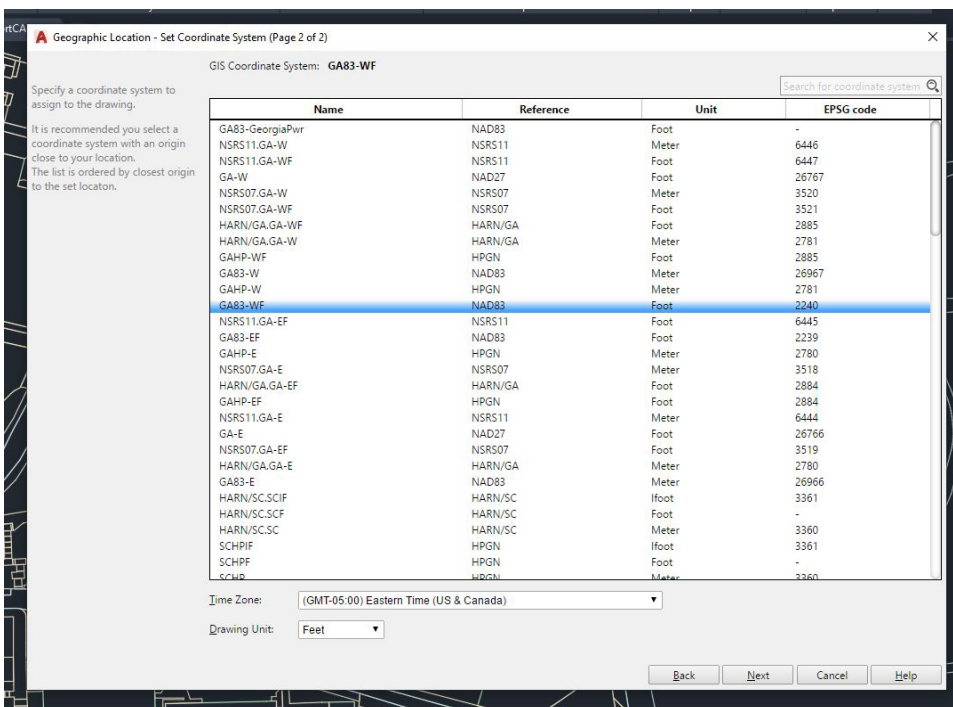 rtCA
Geographic Location - Set Coordinate System (Page 2 of 2)
GIS Coordinate System: GA83-WF
Specify a coordinate system to
assign to the drawing.
It is recommended you select a
coordinate system with an origin
close to your location.
The list is ordered by closest origin
to the set locaton.
Search for coordinate system
Name Reference Unit EPSG code
GA83-GeorgiaPwr NAD83 Foot -
NSRS11.GA-W NSRS11 Meter 6446
NSRS11.GA-WF NSRS11 Foot 6447
GA-W NAD27 Foot 26767
NSRS07.GA-W NSRS07 Meter 3520
NSRS07.GA-WF NSRS07 Foot 3521
HARN/GA.GA-WF HARN/GA Foot 2885
HARN/GA.GA-W HARN/GA Meter 2781
GAHP-WF HPGN Foot 2885
GA83-W NAD83 Meter 26967
GAHP-W HPGN Meter 2781
GA83-WF NAD83 Foot 2240
NSRS11.GA-EF NSRS11 Foot 6445
GA83-EF NAD83 Foot 2239
GAHP-E HPGN Meter 2780
NSRS07.GA-E NSRS07 Meter 3518
HARN/GA.GA-EF HARN/GA Foot 2884
GAHP-EF HPGN Foot 2884
NSRS11.GA-E NSRS11 Meter 6444
GA-E NAD27 Foot 26766
NSRS07.GA-EF NSRS07 Foot 3519
HARN/GA.GA-E HARN/GA Meter 2780
GA83-E NAD83 Meter 26966
HARN/SC.SCIF HARN/SC Ifoot 3361
HARN/SC.SCF HARN/SC Foot -
HARN/SC.SC HARN/SC Meter 3360
SCHPIF HPGN Ifoot 3361
SCHPF HPGN Foot -
SCHP HPGN Meter 3360
Time Zone: (GMT-05:00) Eastern Time (US & Canada)
Drawing Unit: Feet
Back Next Cancel Help